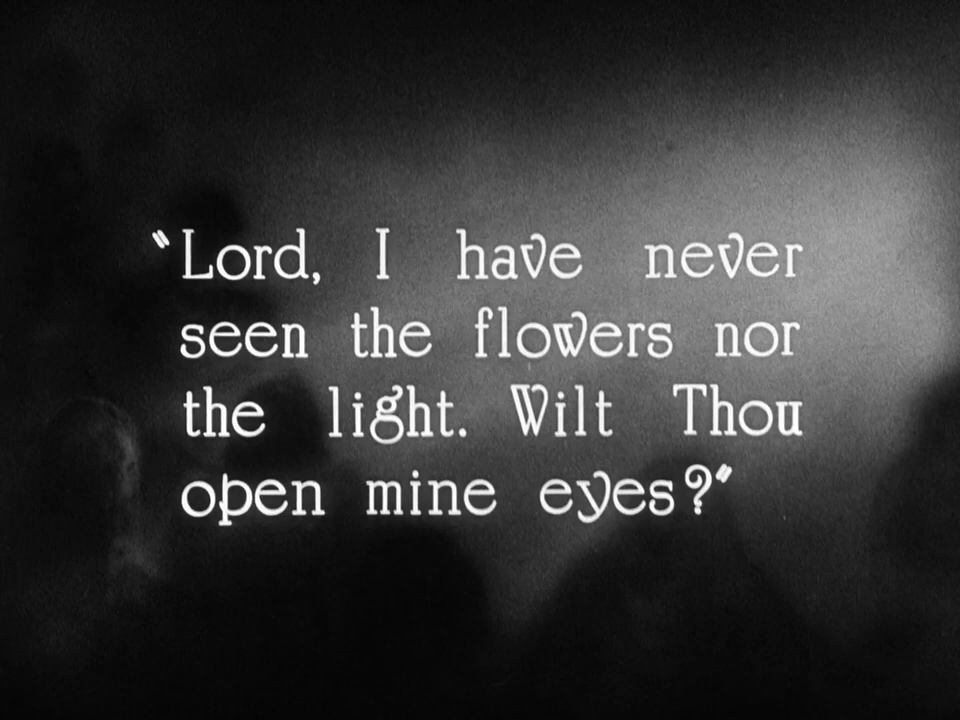 "Lord, I have never
seen the flowers nor
the light. Wilt Thou
open mine eyes?"